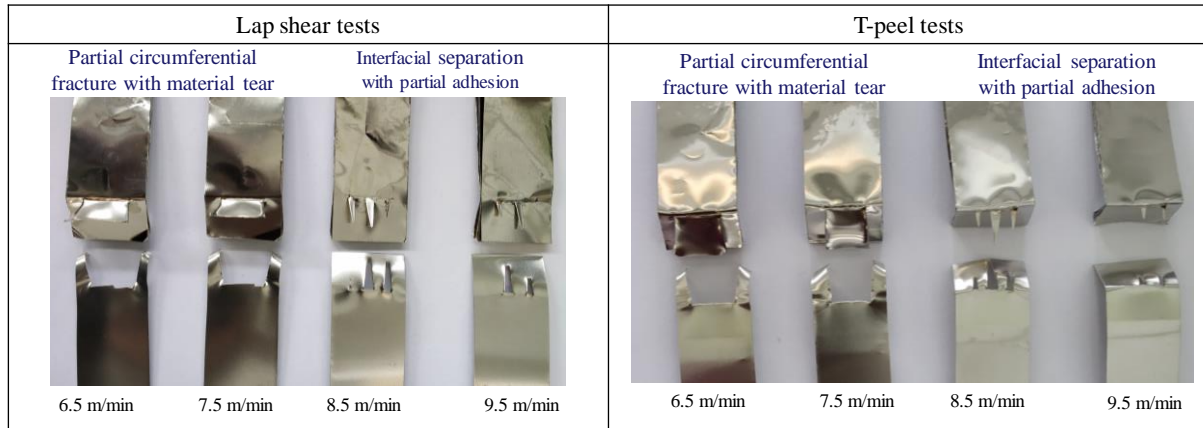 Lap shear tests
T-peel tests
Partial circumferential
fracture with material tear
Interfacial separation
with partial adhesion
Partial circumferential
fracture with material tear
Interfacial separation
with partial adhesion
6.5 m/min
7.5 m/min
8.5 m/min
9.5 m/min
6.5 m/min
7.5 m/min
8.5 m/min
9.5 m/min